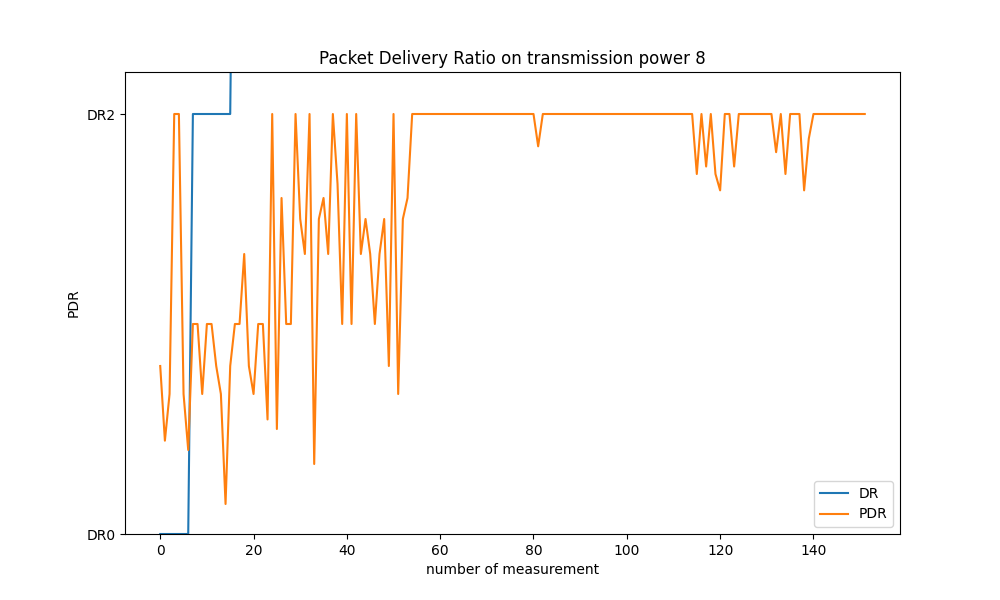 Packet Delivery Ratio on transmission power 8
DR2
PDR
DR0
0 20 40 60 80 100 120 140
number of measurement
DR
PDR